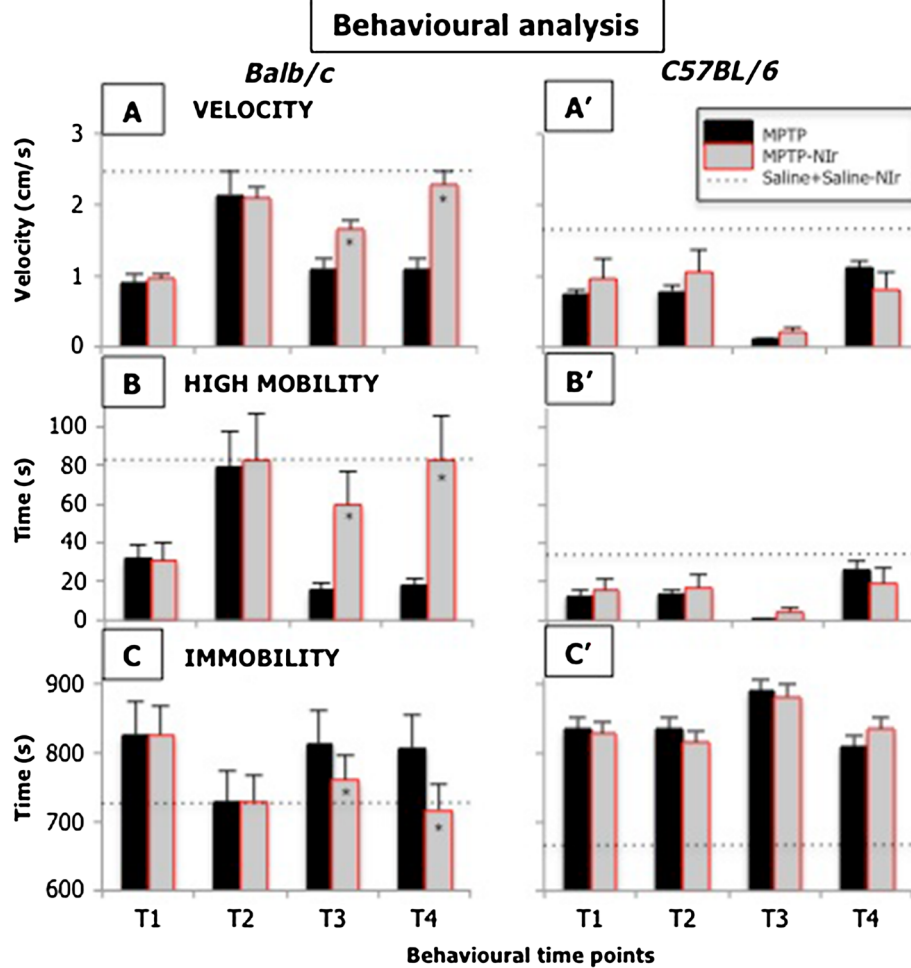 Behavioural analysis
Balb/c
C57BL/6
A
VELOCITY
A′
MPTP
MPTP-NIr
Saline+Saline-NIr
Velocity (cm/s)
3
2
1
0
*
*
B
HIGH MOBILITY
B′
Time (s)
100
80
60
40
20
0
*
*
C
IMMOBILITY
C′
Time (s)
900
800
700
600
*
*
T1 T2 T3 T4
T1 T2 T3 T4
Behavioural time points